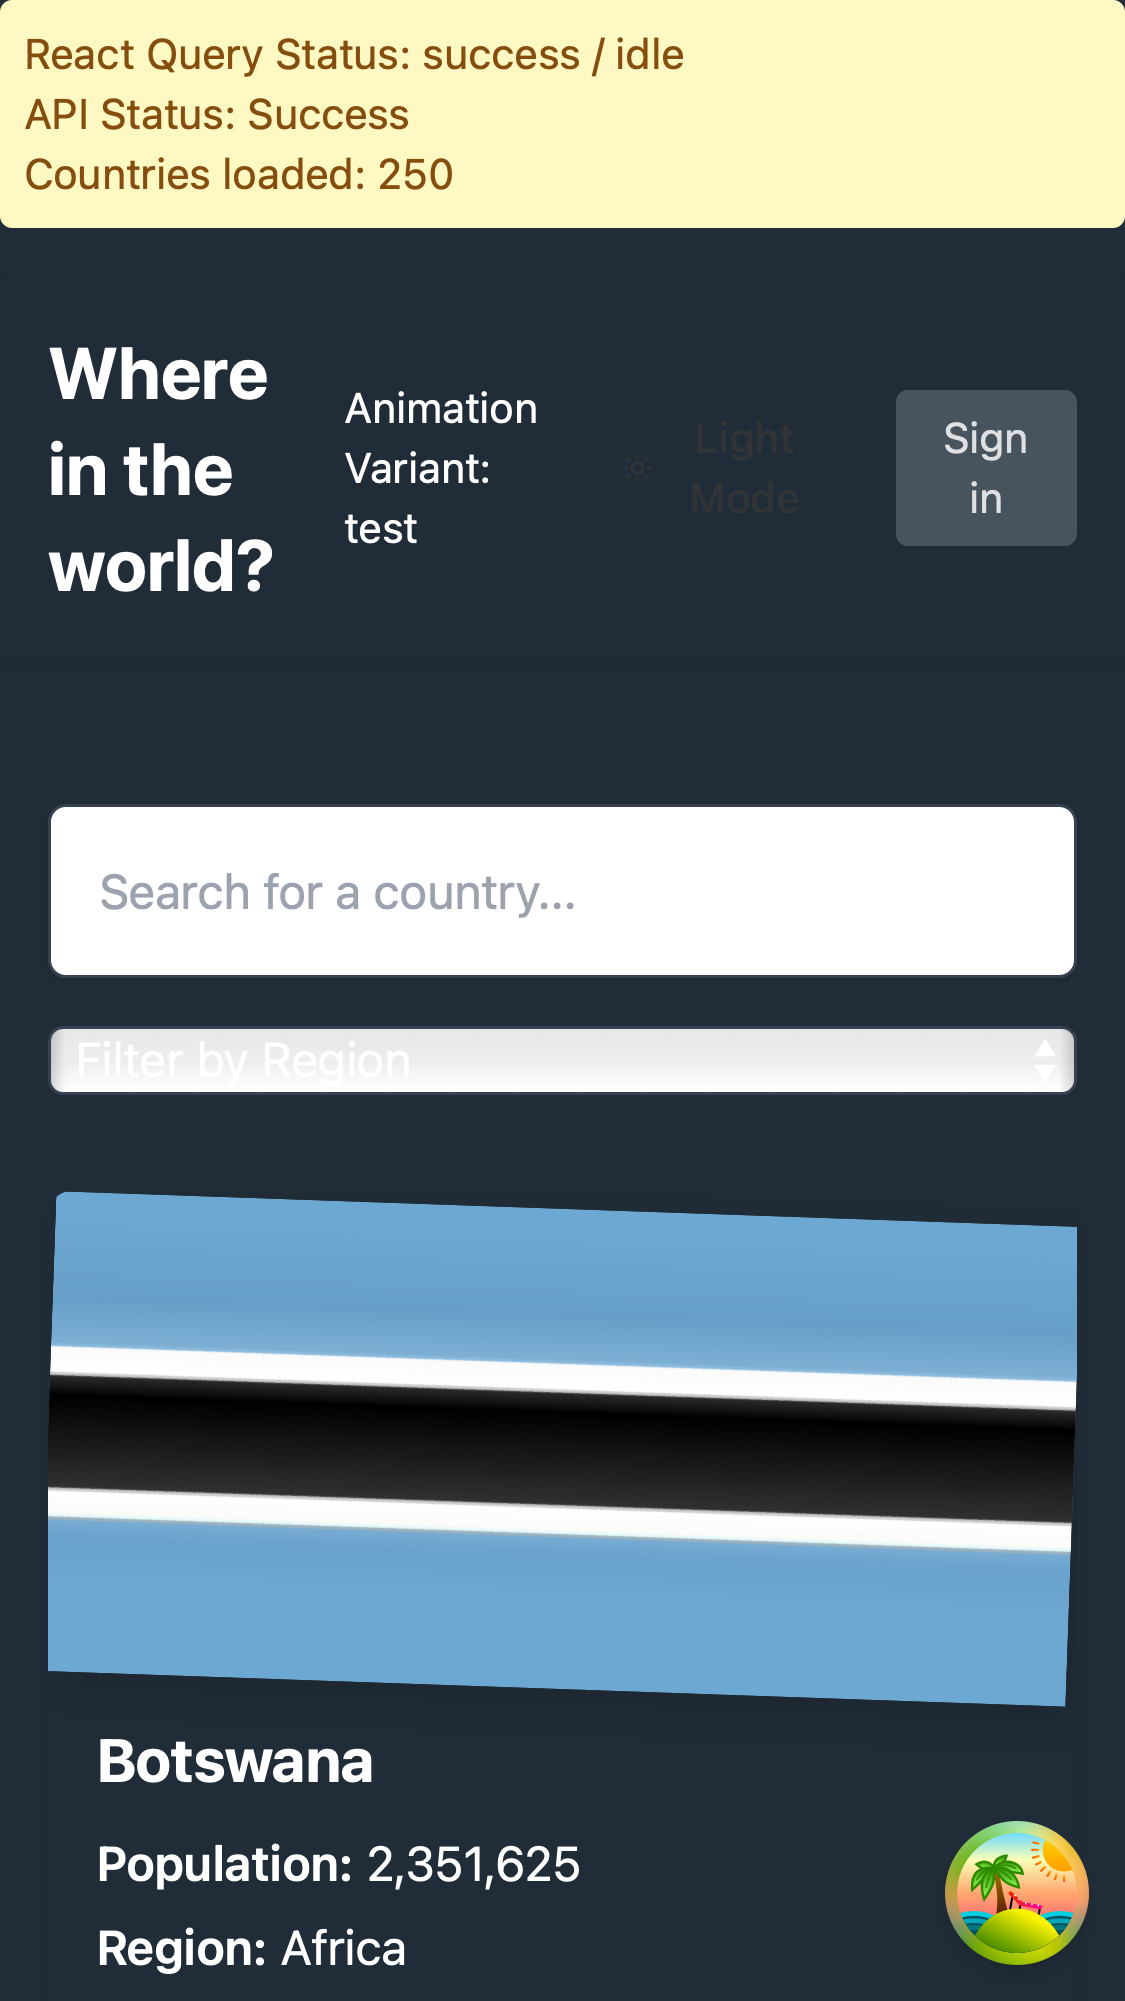 React Query Status: success / idle
API Status: Success
Countries loaded: 250
Where
in the
world?
Animation
Variant:
test
Light
Mode
Sign
in
Search for a country...
Filter by Region
Botswana
Population: 2,351,625
Region: Africa